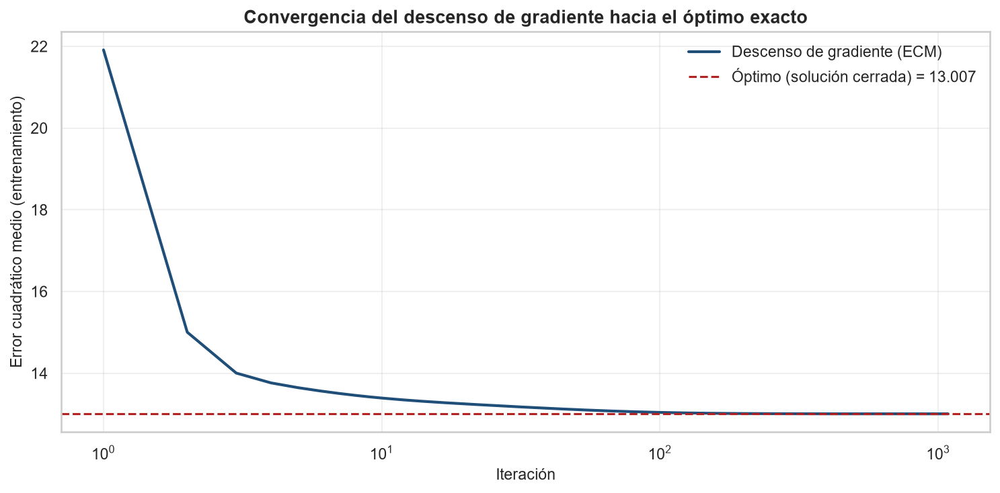 Convergencia del descenso de gradiente hacia el óptimo exacto
Descenso de gradiente (ECM)
Óptimo (solución cerrada) = 13.007
Error cuadrático medio (entrenamiento)
22
20
18
16
14
10⁰
10¹
10²
10³
Iteración